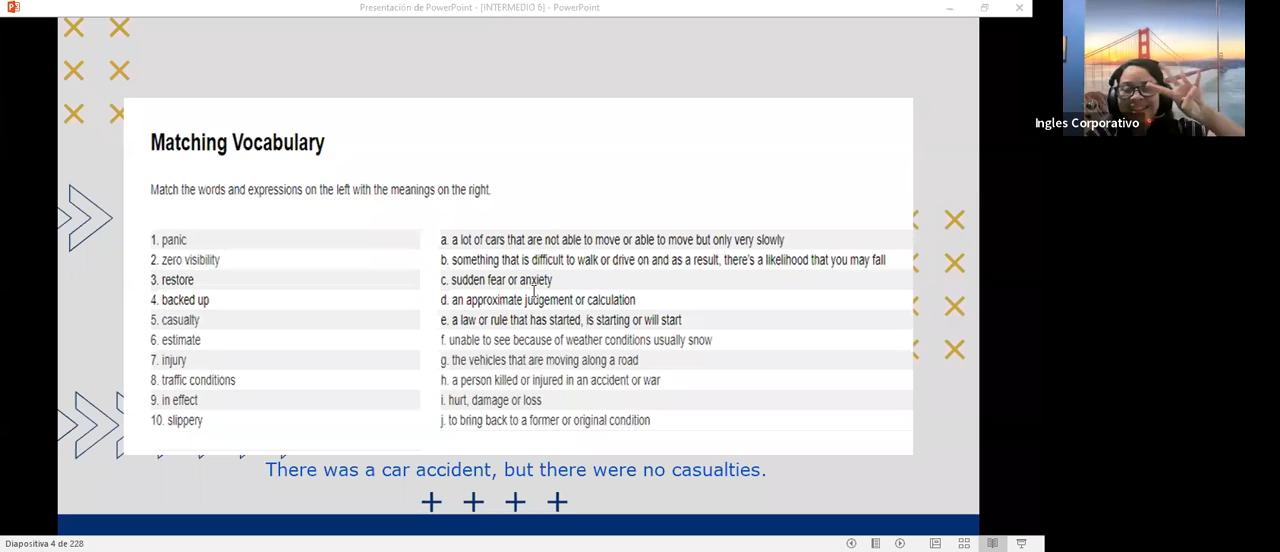 Presentación de PowerPoint - [INTERMEDIO 6] - PowerPoint
Ingles Corporativo
Matching Vocabulary
Match the words and expressions on the left with the meanings on the right.
1. panic
a. a lot of cars that are not able to move or able to move but only very slowly
2. zero visibility
b. something that is difficult to walk or drive on and as a result, there's a likelihood that you may fall
3. restore
c. sudden fear or anxiety
4. backed up
d. an approximate judgement or calculation
5. casualty
e. a law or rule that has started, is starting or will start
6. estimate
f. unable to see because of weather conditions usually snow
7. injury
g. the vehicles that are moving along a road
8. traffic conditions
h. a person killed or injured in an accident or war
9. in effect
i. hurt, damage or loss
10. slippery
j. to bring back to a former or original condition
There was a car accident, but there were no casualties.
Diapositiva 4 de 228